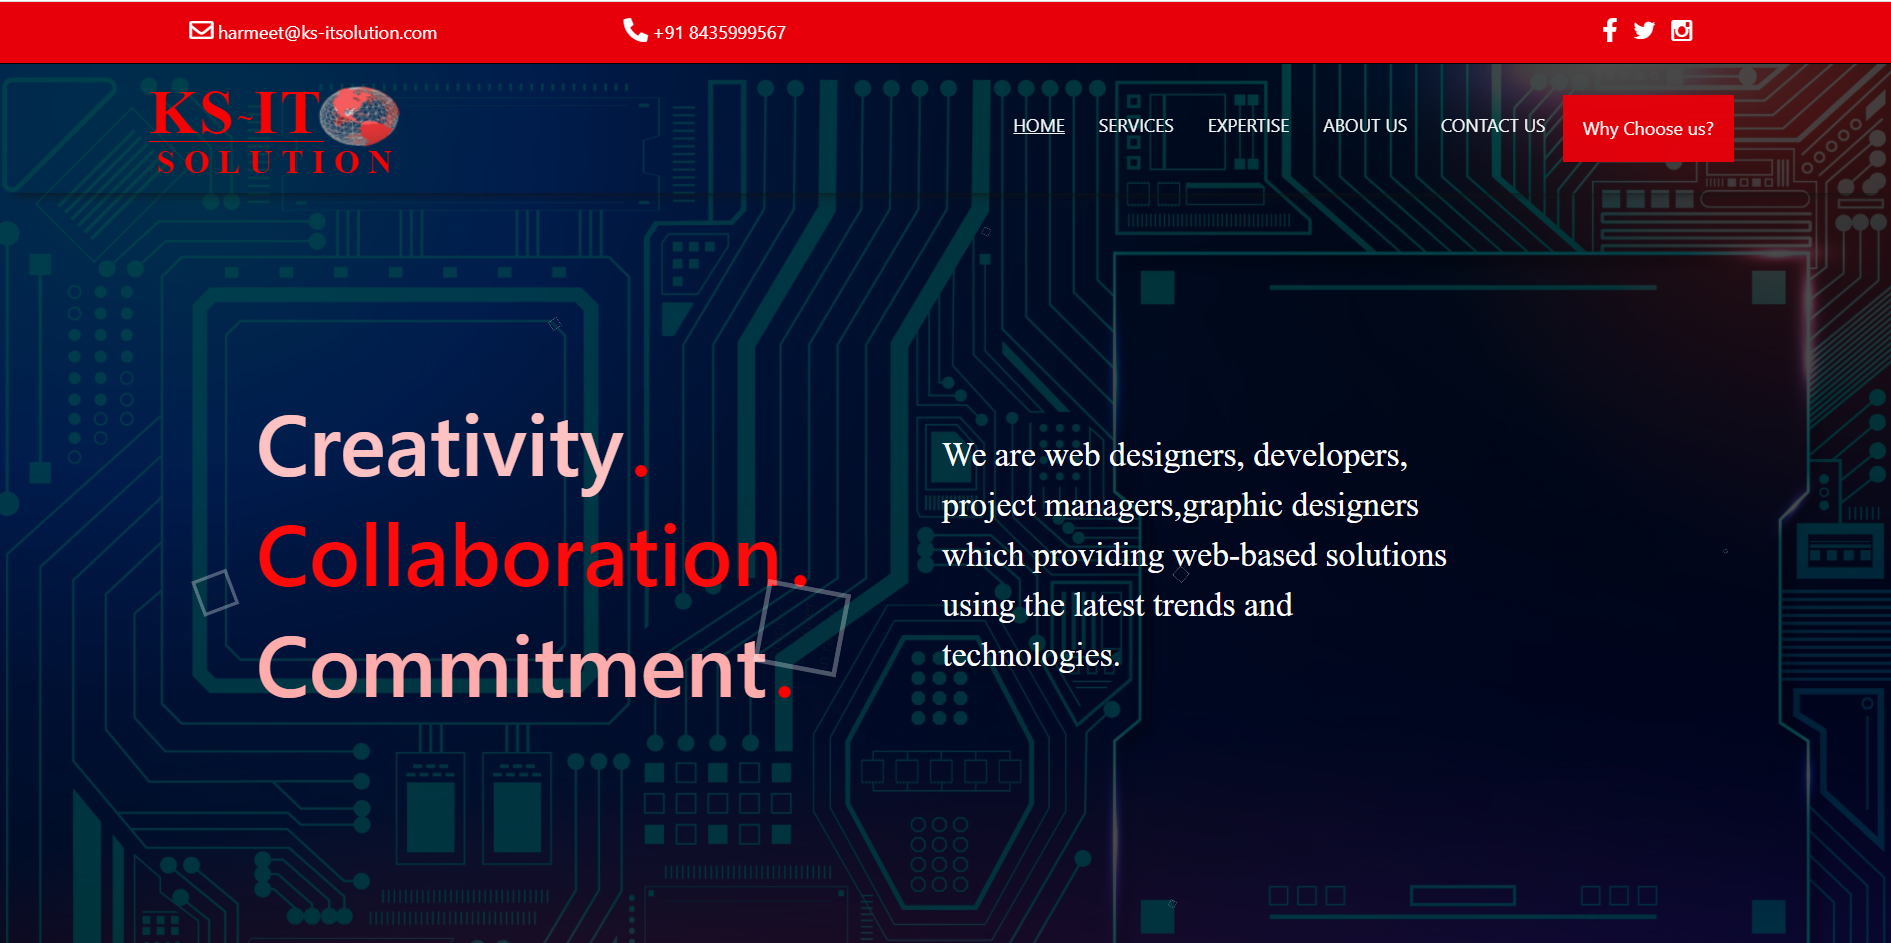 harmeet@ks-itsolution.com
+91 8435999567
KS~IT
SOLUTION
HOME
SERVICES
EXPERTISE
ABOUT US
CONTACT US
Why Choose us?
Creativity.
Collaboration.
Commitment.
We are web designers, developers,
project managers,graphic designers
which providing web-based solutions
using the latest trends and
technologies.